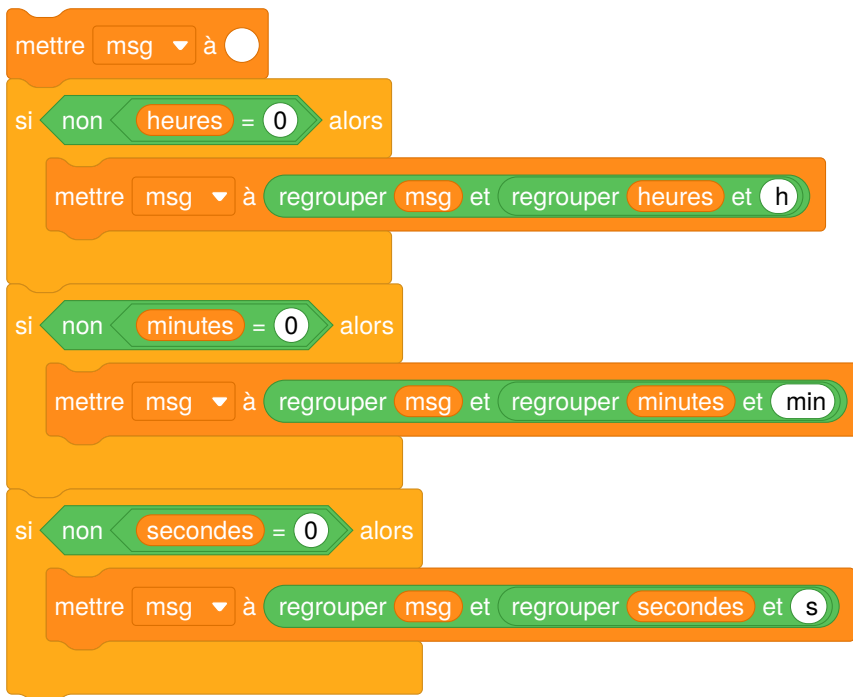 mettre msg à
si non heures = 0 alors
mettre msg à regrouper msg et regrouper heures et h
si non minutes = 0 alors
mettre msg à regrouper msg et regrouper minutes et min
si non secondes = 0 alors
mettre msg à regrouper msg et regrouper secondes et s